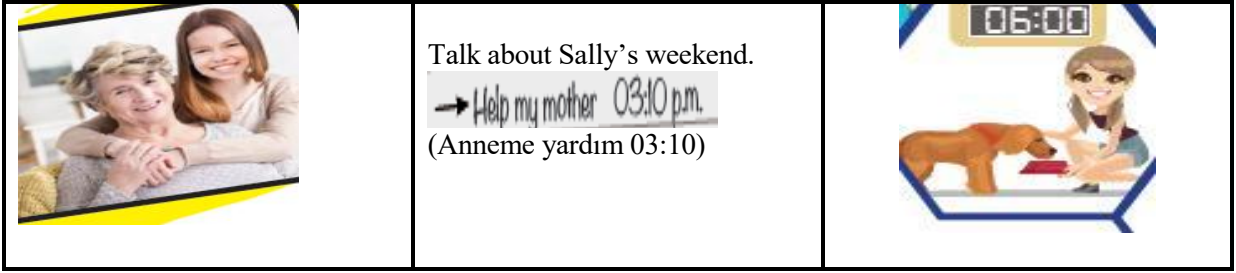 Talk about Sally’s weekend.
→ Help my mother 03:10 p.m.
(Anneme yardım 03:10)
06:00